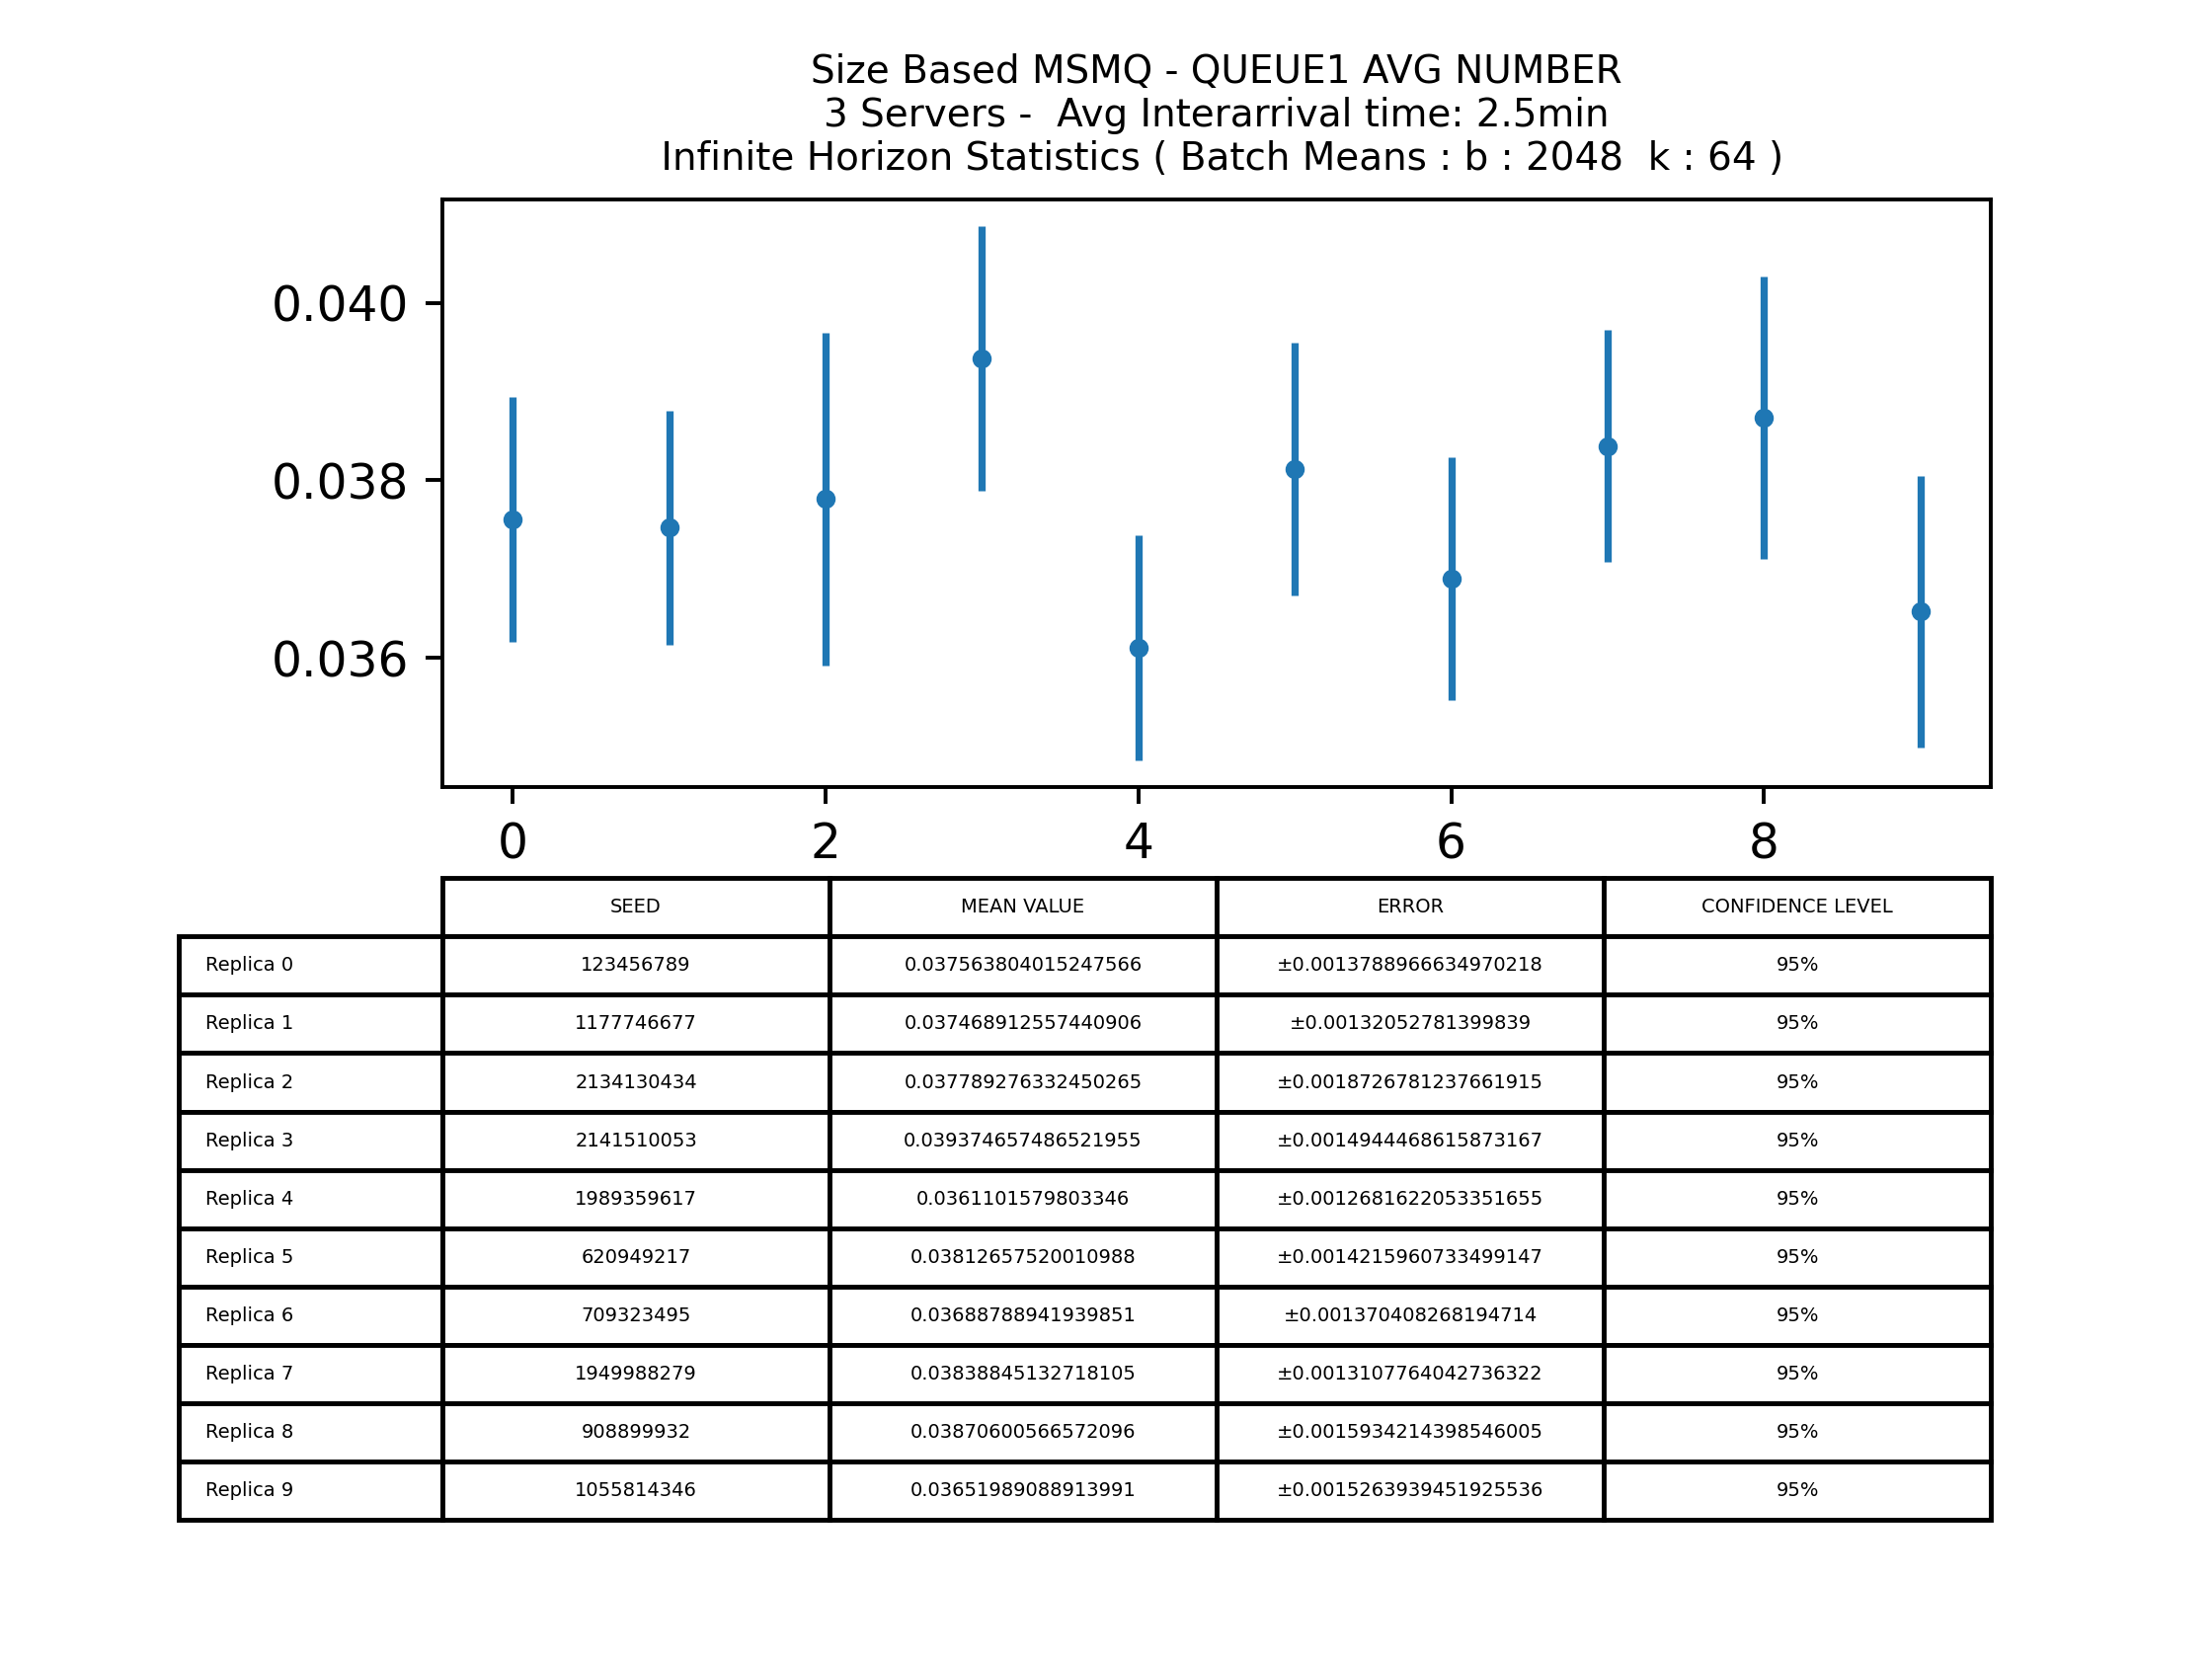 Size Based MSMQ - QUEUE1 AVG NUMBER
3 Servers -  Avg Interarrival time: 2.5min
Infinite Horizon Statistics ( Batch Means : b : 2048  k : 64 )
0.040
0.038
0.036
0 2 4 6 8
SEED MEAN VALUE ERROR CONFIDENCE LEVEL
Replica 0 123456789 0.037563804015247566 ±0.0013788966634970218 95%
Replica 1 1177746677 0.037468912557440906 ±0.00132052781399839 95%
Replica 2 2134130434 0.037789276332450265 ±0.0018726781237661915 95%
Replica 3 2141510053 0.039374657486521955 ±0.0014944468615873167 95%
Replica 4 1989359617 0.0361101579803346 ±0.0012681622053351655 95%
Replica 5 620949217 0.03812657520010988 ±0.0014215960733499147 95%
Replica 6 709323495 0.03688788941939851 ±0.001370408268194714 95%
Replica 7 1949988279 0.03838845132718105 ±0.0013107764042736322 95%
Replica 8 908899932 0.03870600566572096 ±0.0015934214398546005 95%
Replica 9 1055814346 0.03651989088913991 ±0.0015263939451925536 95%